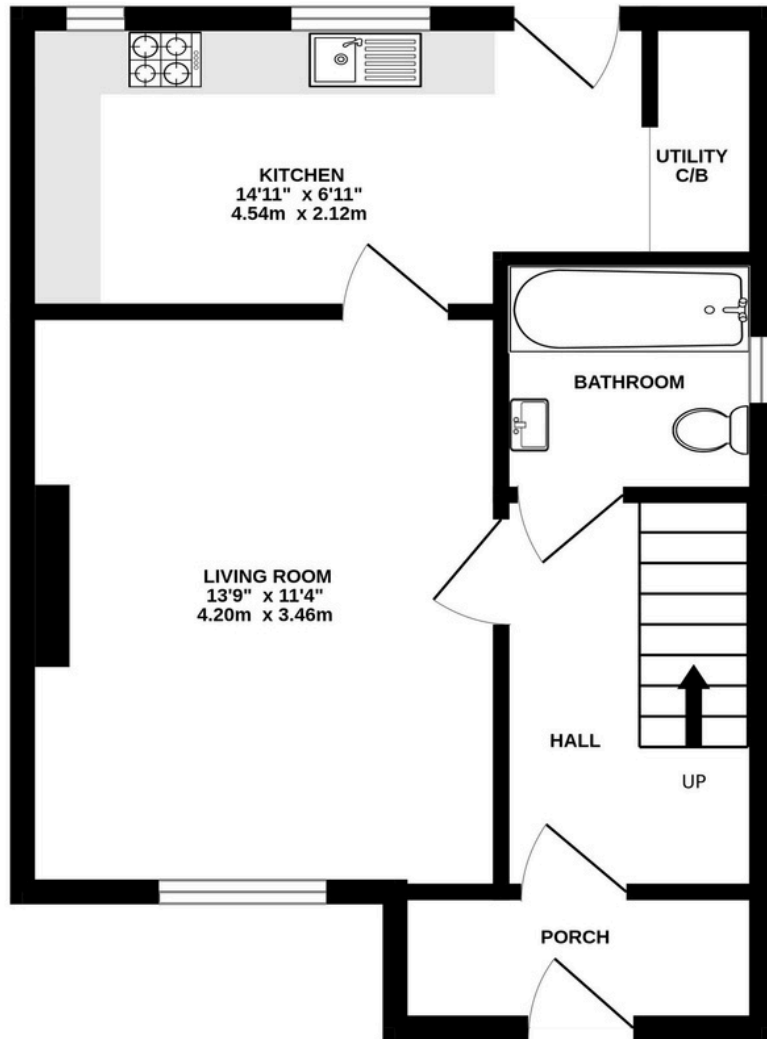 KITCHEN
14'11" x 6'11"
4.54m x 2.12m
UTILITY
C/B
BATHROOM
LIVING ROOM
13'9" x 11'4"
4.20m x 3.46m
HALL
UP
PORCH